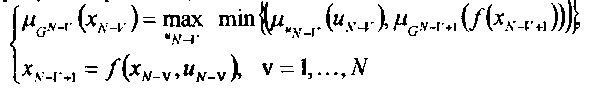 { μ_{G^{N-V}}(x_{N-V}) = max_{u_{N-V}} min{(μ_{u_{N-V}}(u_{N-V}), μ_{G^{N-V+1}}(f(x_{N-V+1})))},
x_{N-V+1} = f(x_{N-V}, u_{N-V}), v = 1,…,N